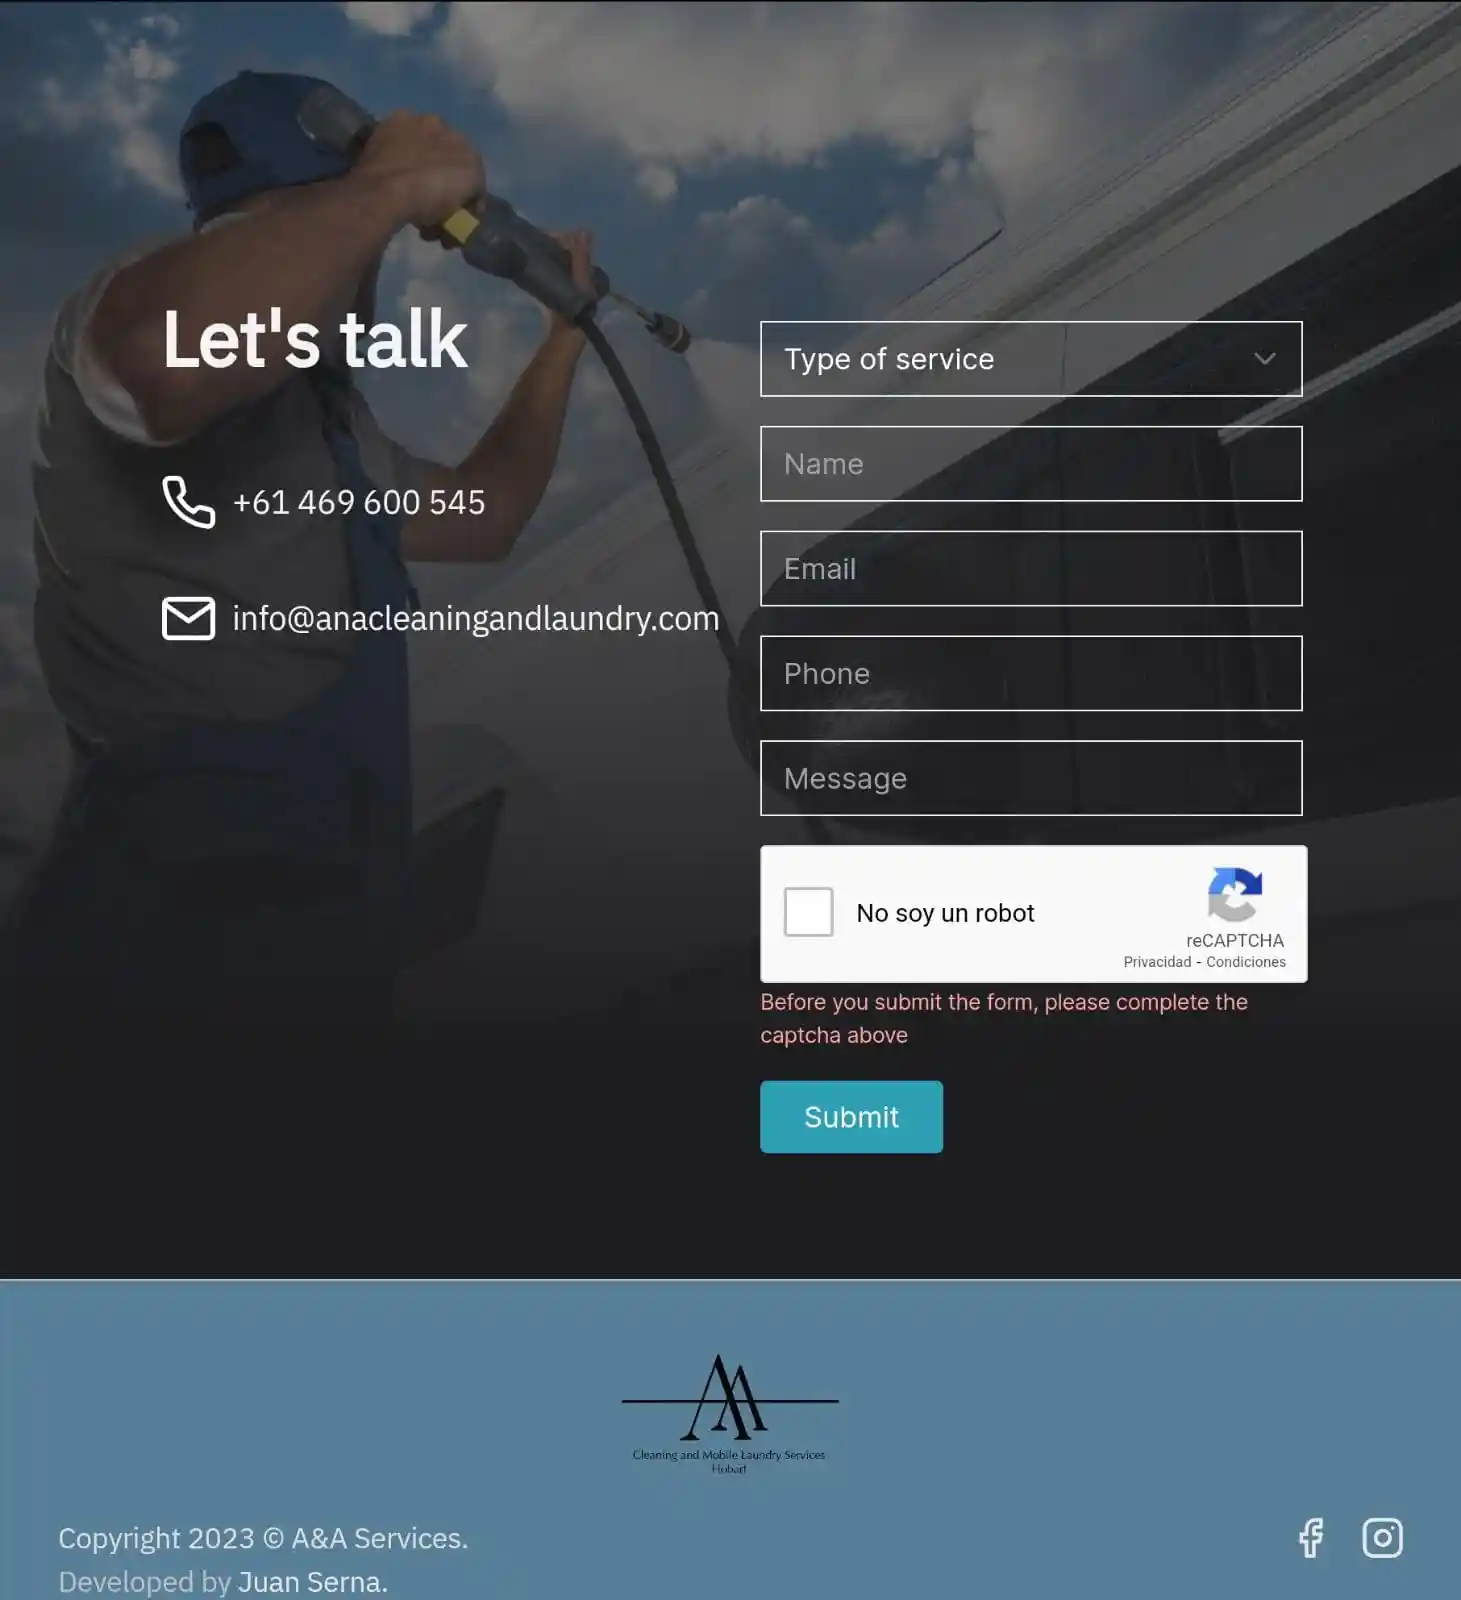 Let's talk
+61 469 600 545
info@anacleaningandlaundry.com
Type of service
Name
Email
Phone
Message
No soy un robot
reCAPTCHA
Privacidad - Condiciones
Before you submit the form, please complete the
captcha above
Submit
AA
Cleaning and Mobile Laundry Services
Hobart
Copyright 2023 © A&A Services.
Developed by Juan Serna.